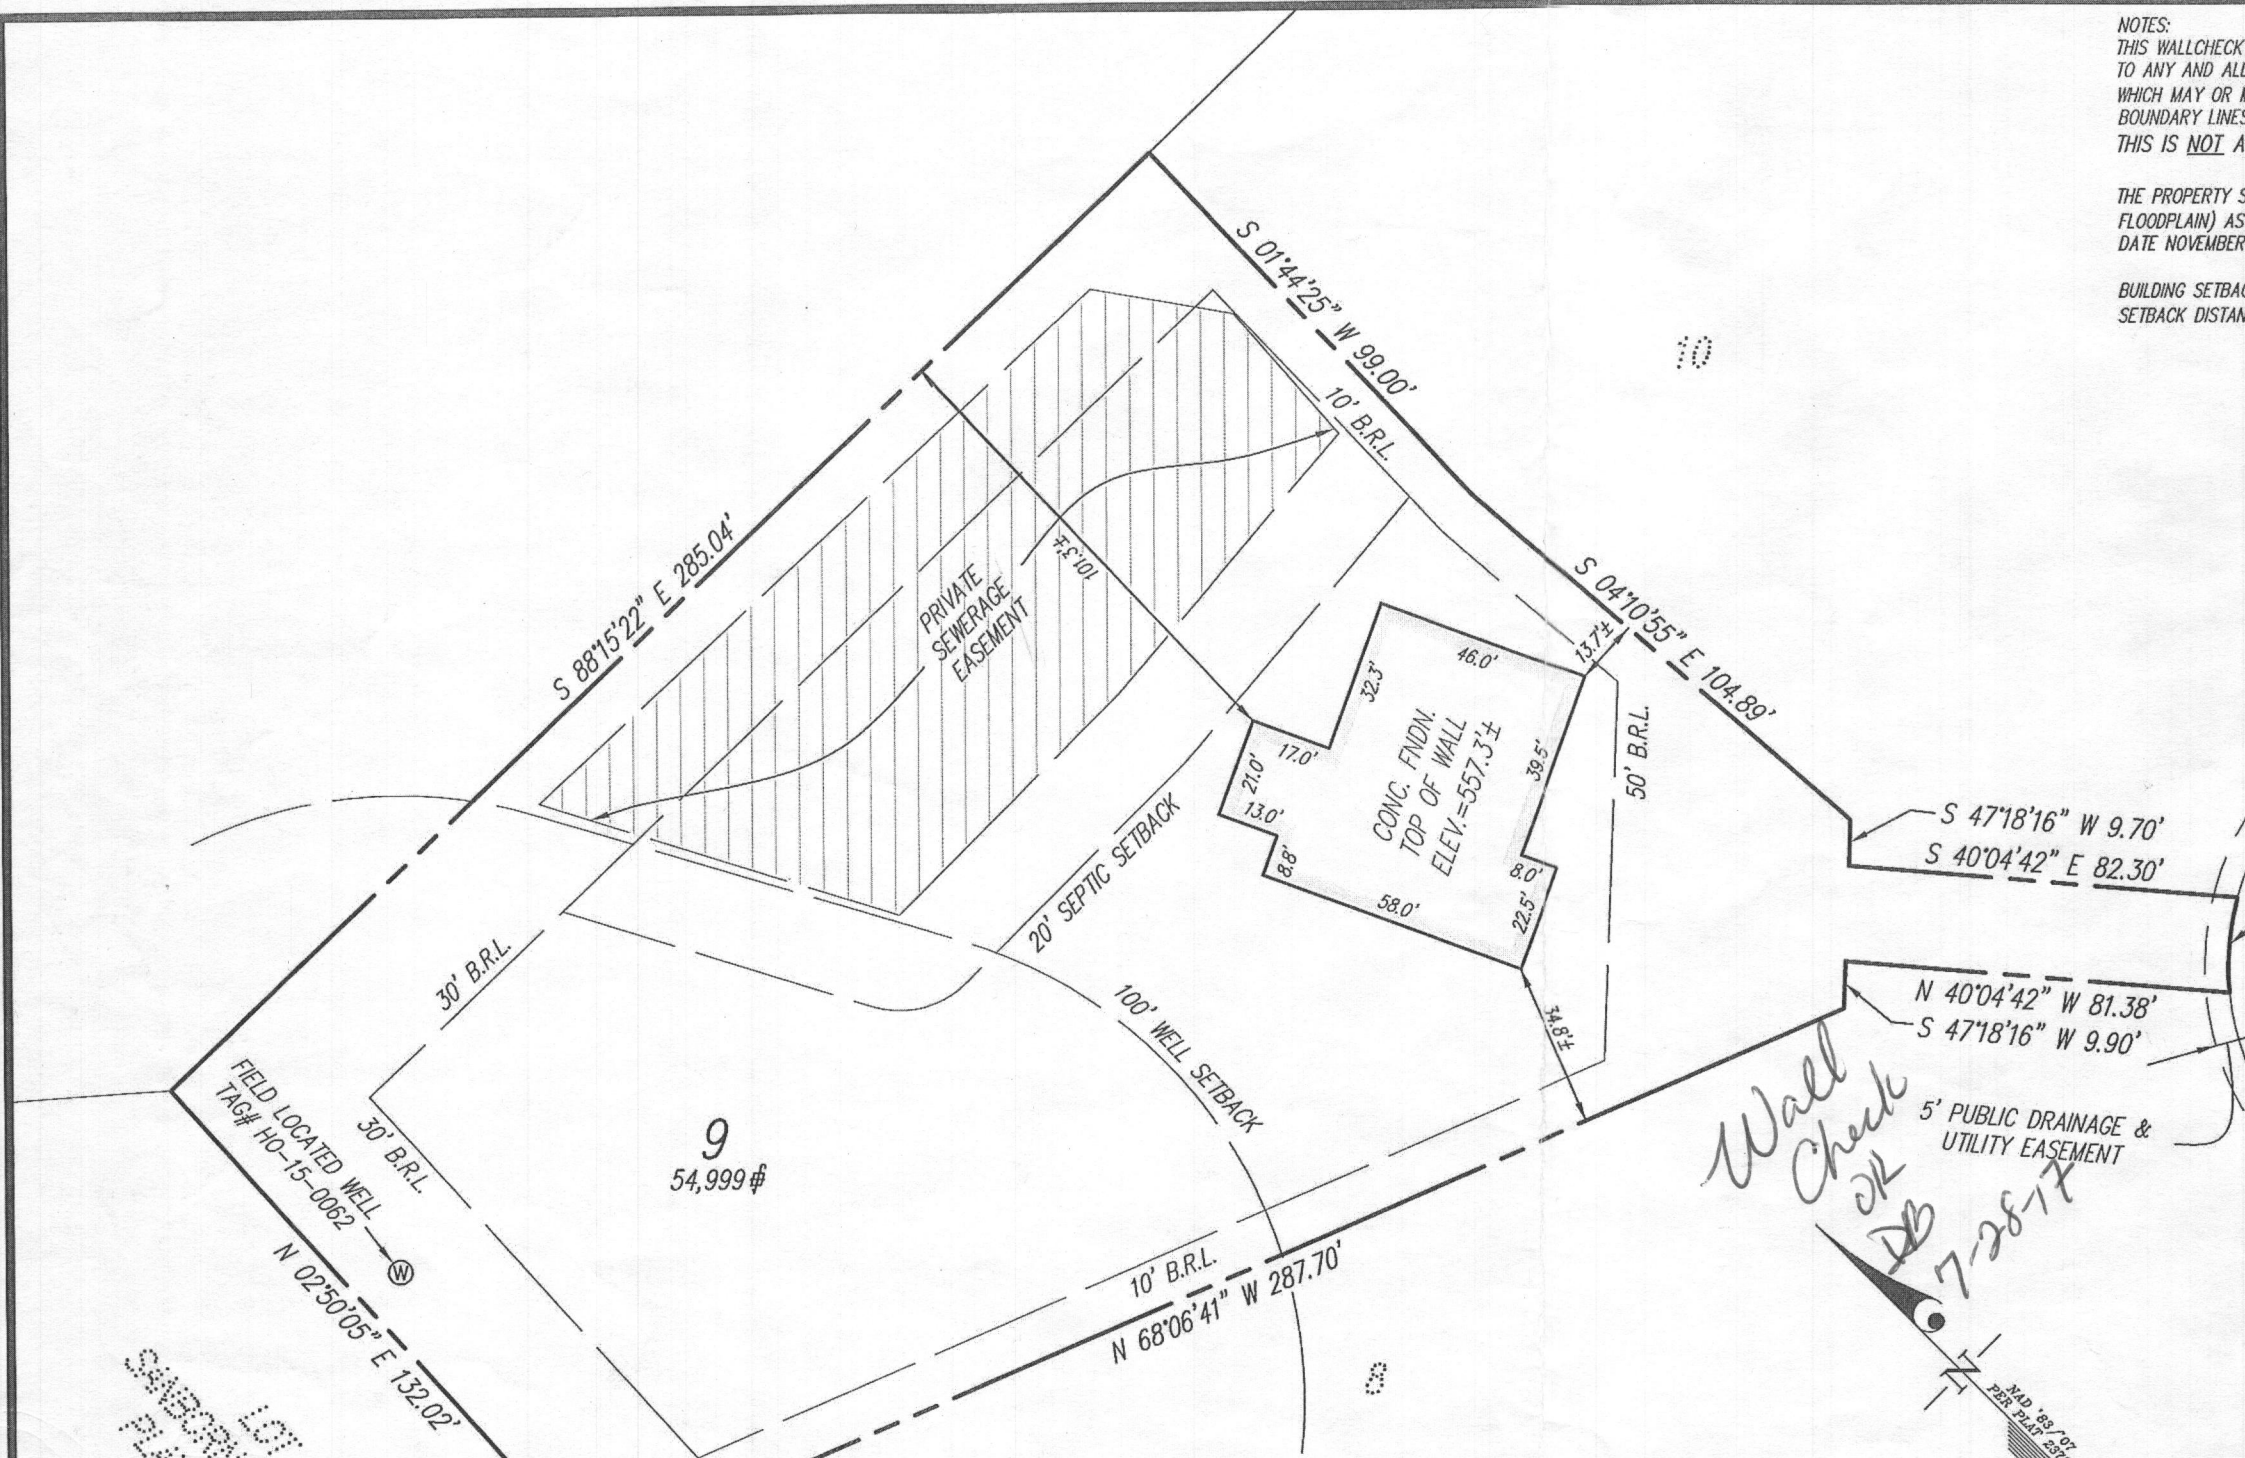 NOTES:
THIS WALLCHECK
TO ANY AND ALL
WHICH MAY OR
BOUNDARY LINES
THIS IS NOT A
THE PROPERTY
FLOODPLAIN) AS
DATE NOVEMBER
BUILDING
SETBACK
S 01°44'25" W 99.00'
10
10' B.R.L.
S 88°15'22" E 285.04'
101.3'±
PRIVATE
SEWERAGE
EASEMENT
S 04°10'55" E 104.89'
13.7'±
46.0'
32.3'
17.0'
21.0'
13.0'
8.8'
58.0'
39.5'
8.0'
22.5'
CONC. FNDN.
TOP OF WALL
ELEV.=557.3'±
50' B.R.L.
S 47°18'16" W 9.70'
S 40°04'42" E 82.30'
20' SEPTIC SETBACK
30' B.R.L.
100' WELL SETBACK
34.8'±
N 40°04'42" W 81.38'
S 47°18'16" W 9.90'
5' PUBLIC DRAINAGE &
UTILITY EASEMENT
Wall
Check
OK
DB
7-28-17
FIELD LOCATED WELL
TAG# HO-15-0062
W
30' B.R.L.
9
54,999
N 02°50'05" E 132.02'
10' B.R.L.
N 68°06'41" W 287.70'
8
LOT
N
NAD '83/'07
PER PLAT